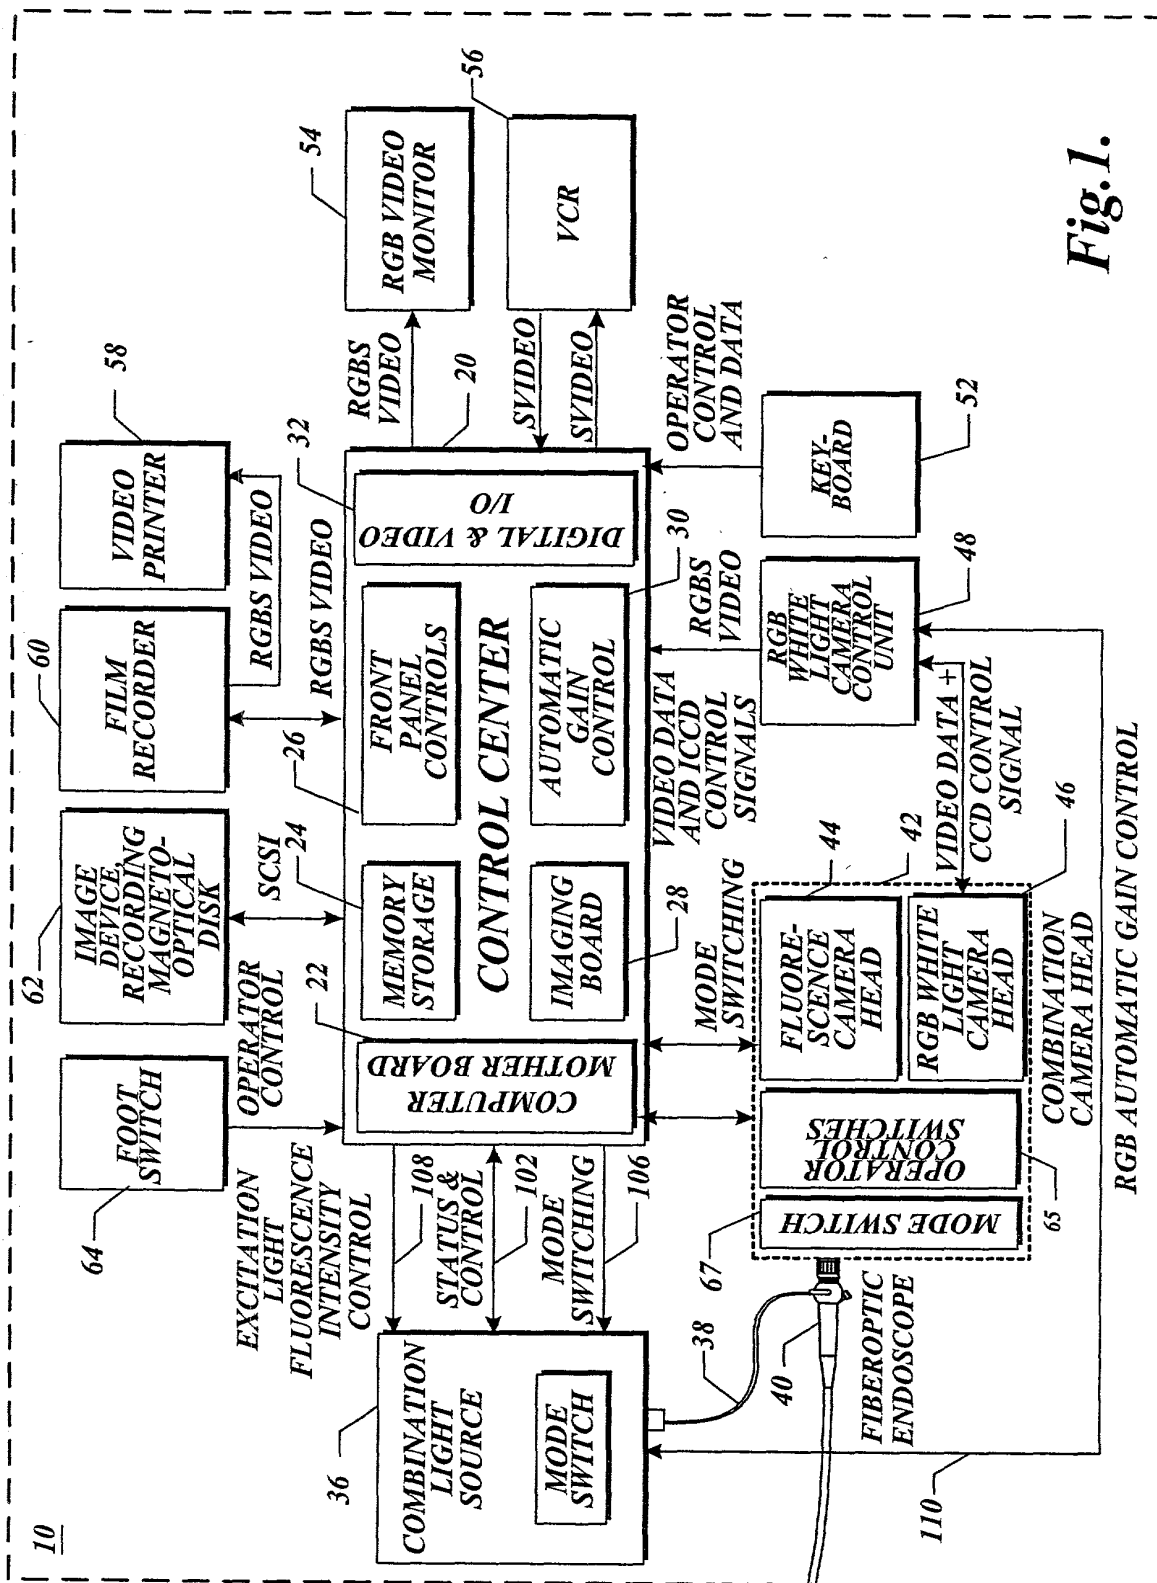 10
64
FOOT
SWITCH
62
IMAGE
DEVICE,
RECORDING
MAGNETO-
OPTICAL
DISK
60
FILM
RECORDER
VIDEO
PRINTER
58
EXCITATION
LIGHT
FLUORESCENCE
INTENSITY
CONTROL
OPERATOR
CONTROL
SCSI
RGBS VIDEO
RGBS VIDEO
36
COMBINATION
LIGHT
SOURCE
MODE
SWITCH
108
STATUS &
CONTROL
102
MODE
SWITCHING
106
22
COMPUTER
MOTHER BOARD
24
MEMORY
STORAGE
26
FRONT
PANEL
CONTROLS
CONTROL CENTER
IMAGING
BOARD
28
AUTOMATIC
GAIN
CONTROL
30
32
DIGITAL & VIDEO
I/O
20
RGBS
VIDEO
54
RGB VIDEO
MONITOR
SVIDEO
SVIDEO
56
VCR
MODE
SWITCHING
VIDEO DATA
AND ICCD
CONTROL
SIGNALS
RGBS
VIDEO
OPERATOR
CONTROL
AND DATA
38
40
FIBEROPTIC
ENDOSCOPE
67
MODE SWITCH
OPERATOR
CONTROL
SWITCHES
65
FLUORE-
SCENCE
CAMERA
HEAD
44
42
RGB WHITE
LIGHT
CAMERA
HEAD
46
COMBINATION
CAMERA HEAD
VIDEO DATA +
CCD CONTROL
SIGNAL
RGB
WHITE
LIGHT
CAMERA
CONTROL
UNIT
48
KEY-
BOARD
52
110
RGB AUTOMATIC GAIN CONTROL
Fig.1.